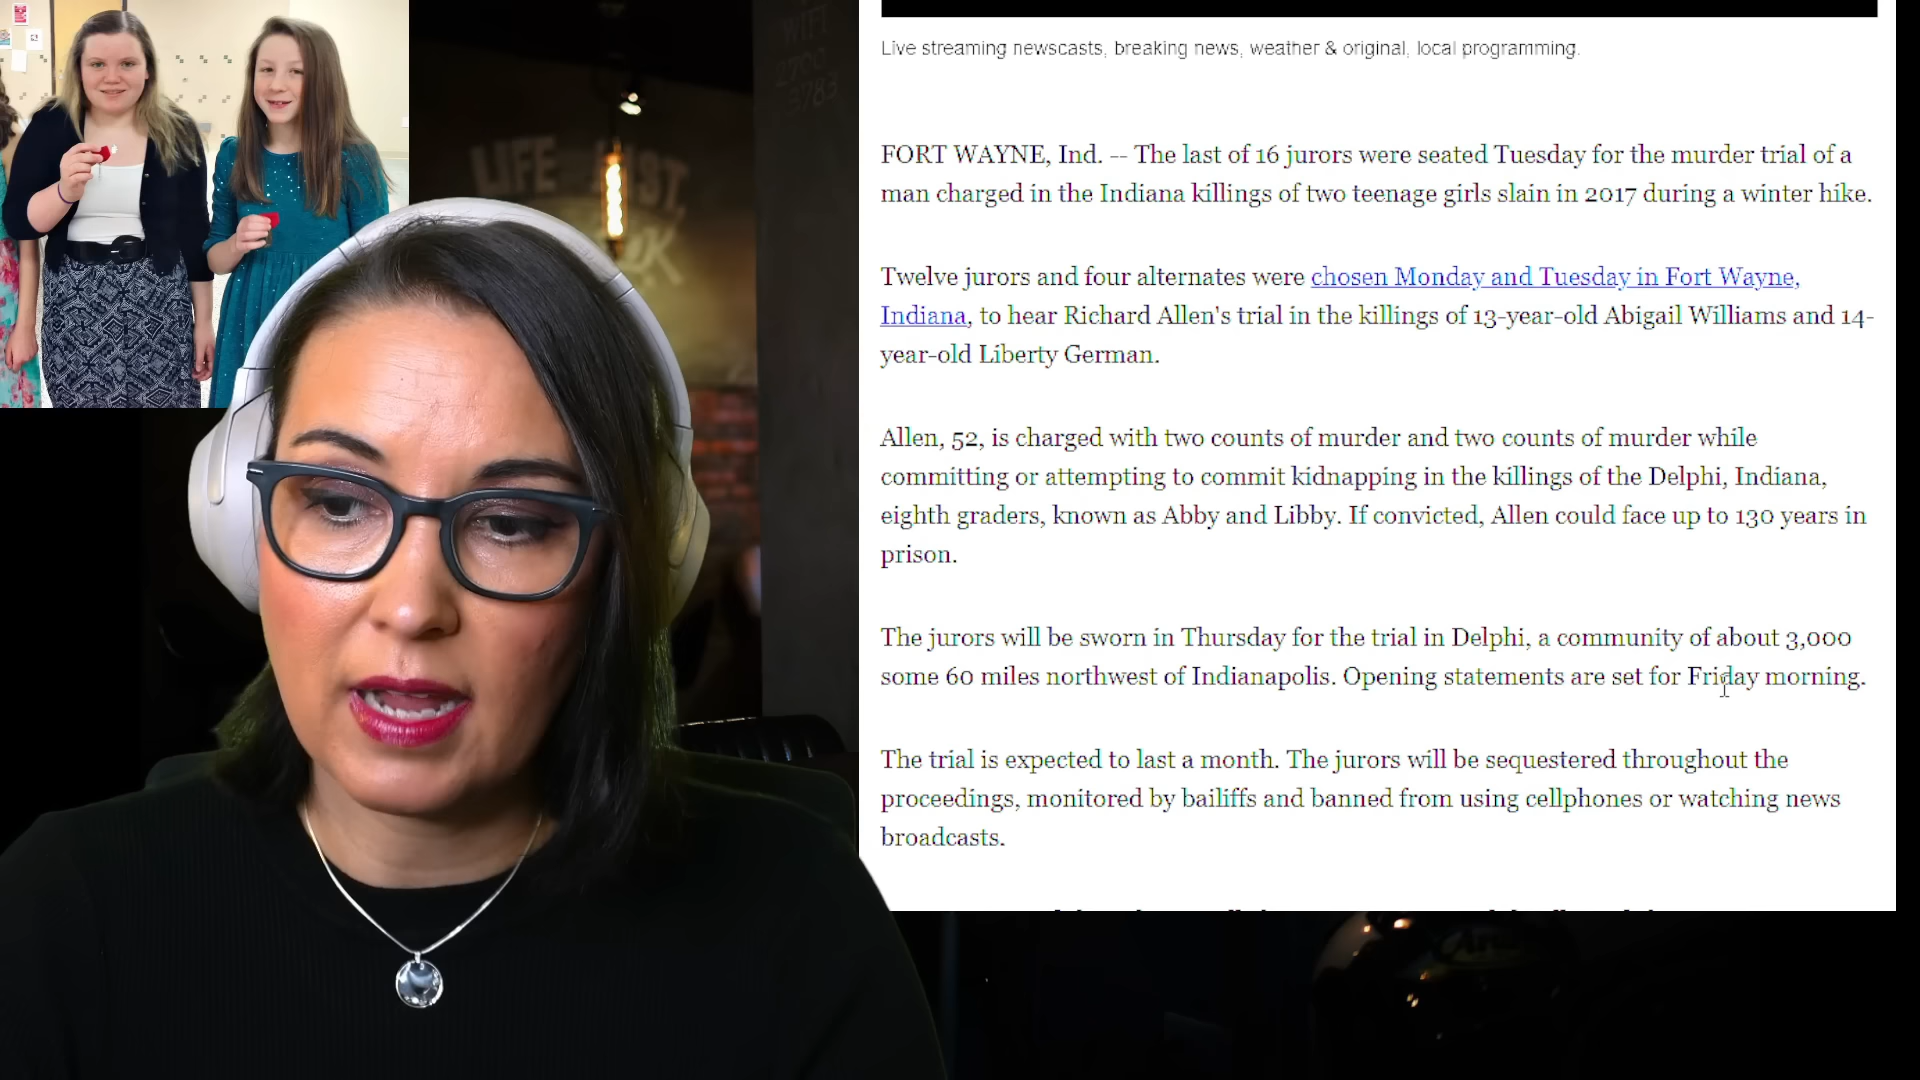 Live streaming newscasts, breaking news, weather & original, local programming.
FORT WAYNE, Ind. -- The last of 16 jurors were seated Tuesday for the murder trial of a
man charged in the Indiana killings of two teenage girls slain in 2017 during a winter hike.
Twelve jurors and four alternates were chosen Monday and Tuesday in Fort Wayne,
Indiana, to hear Richard Allen's trial in the killings of 13-year-old Abigail Williams and 14-
year-old Liberty German.
Allen, 52, is charged with two counts of murder and two counts of murder while
committing or attempting to commit kidnapping in the killings of the Delphi, Indiana,
eighth graders, known as Abby and Libby. If convicted, Allen could face up to 130 years in
prison.
The jurors will be sworn in Thursday for the trial in Delphi, a community of about 3,000
some 60 miles northwest of Indianapolis. Opening statements are set for Friday morning.
The trial is expected to last a month. The jurors will be sequestered throughout the
proceedings, monitored by bailiffs and banned from using cellphones or watching news
broadcasts.
LIFE